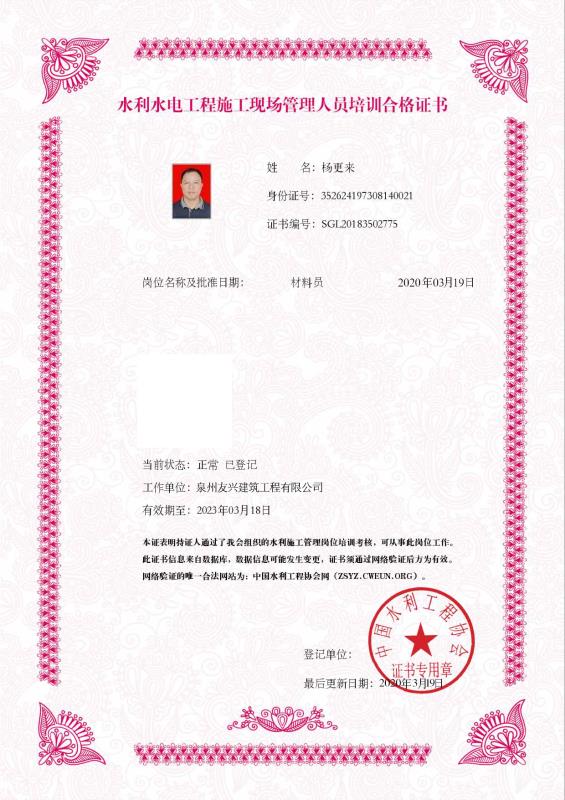 水利水电工程施工现场管理人员培训合格证书
姓 名：杨更来
身份证号：352624197308140021
证书编号：SGL20183502775
岗位名称及批准日期： 材料员 2020年03月19日
当前状态：正常 已登记
工作单位：泉州友兴建筑工程有限公司
有效期至：2023年03月18日
本证表明持证人通过了我会组织的水利施工管理岗位培训考核，可从事此岗位工作。
此证书信息来自数据库，数据信息可能发生变更，证书须通过网络验证后方为有效。
网络验证的唯一合法网站为：中国水利工程协会网（ZSYZ.CWEUN.ORG）。
中国水利工程协会
证书专用章
登记单位：
最后更新日期：2020年3月19日